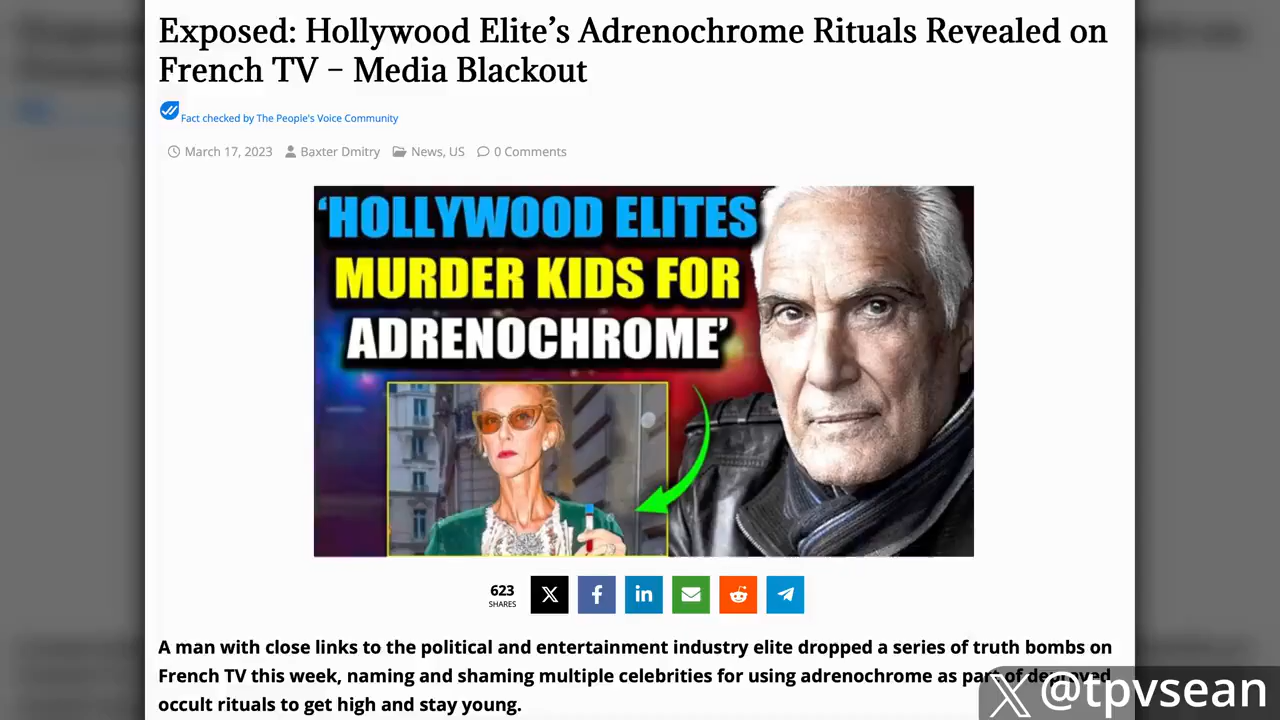 Exposed: Hollywood Elite’s Adrenochrome Rituals Revealed on
French TV – Media Blackout
Fact checked by The People's Voice Community
March 17, 2023 Baxter Dmitry News, US 0 Comments
‘HOLLYWOOD ELITES
MURDER KIDS FOR
ADRENOCHROME’
623
SHARES
A man with close links to the political and entertainment industry elite dropped a series of truth bombs on
French TV this week, naming and shaming multiple celebrities for using adrenochrome as part of depraved
occult rituals to get high and stay young.
X @tpvsean